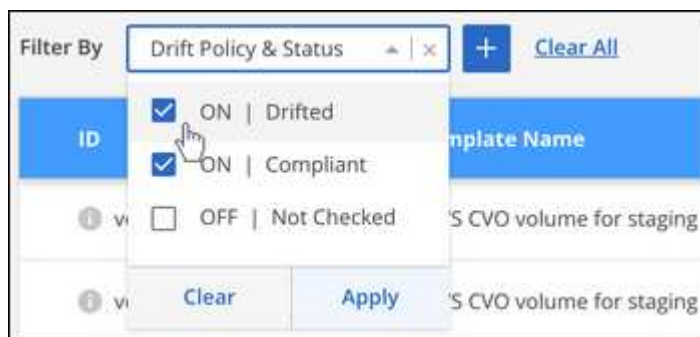 Filter By Drift Policy & Status Clear All
ON | Drifted
ID mplate Name
ON | Compliant
OFF | Not Checked
'S CVO volume for staging
Clear Apply
'S CVO volume for staging